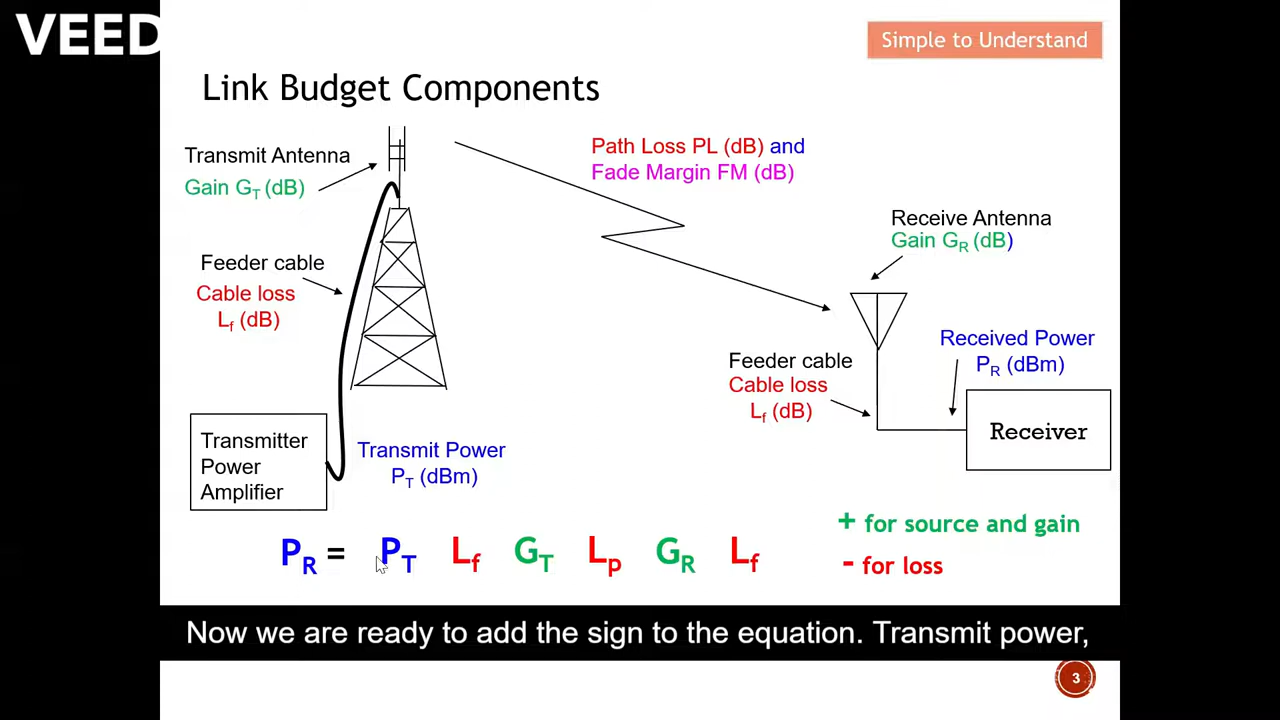 VEED
Simple to Understand
Link Budget Components
Transmit Antenna
Gain G_T (dB)
Path Loss PL (dB) and
Fade Margin FM (dB)
Receive Antenna
Gain G_R (dB)
Feeder cable
Cable loss
L_f (dB)
Received Power
P_R (dBm)
Feeder cable
Cable loss
L_f (dB)
Receiver
Transmitter
Power
Amplifier
Transmit Power
P_T (dBm)
+ for source and gain
- for loss
P_R = P_T L_f G_T L_p G_R L_f
Now we are ready to add the sign to the equation. Transmit power,
3